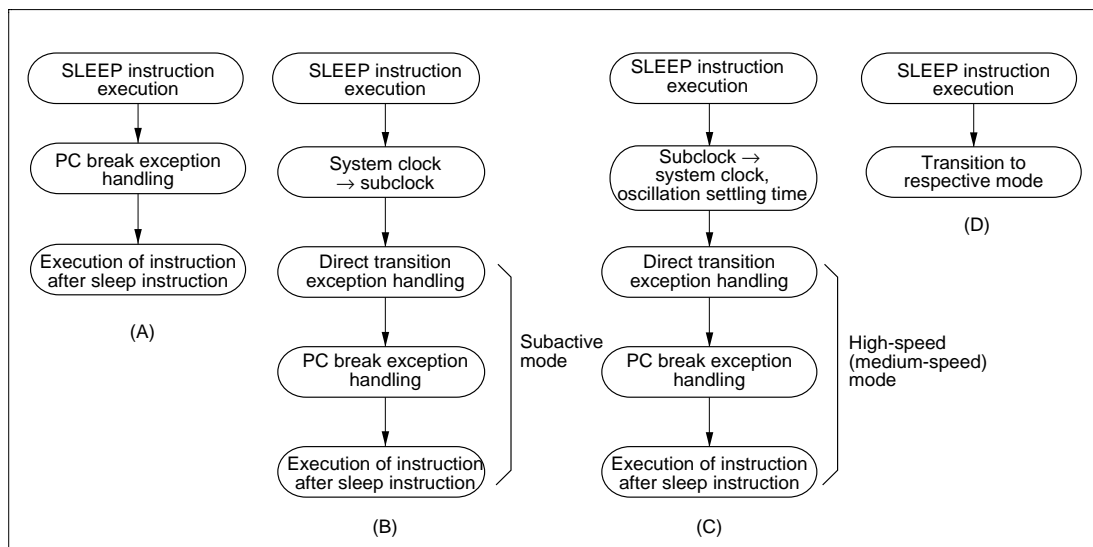 SLEEP instruction
execution
PC break exception
handling
Execution of instruction
after sleep instruction
(A)
SLEEP instruction
execution
System clock
→ subclock
Direct transition
exception handling
PC break exception
handling
Execution of instruction
after sleep instruction
Subactive
mode
(B)
SLEEP instruction
execution
Subclock →
system clock,
oscillation settling time
Direct transition
exception handling
PC break exception
handling
Execution of instruction
after sleep instruction
High-speed
(medium-speed)
mode
(C)
SLEEP instruction
execution
Transition to
respective mode
(D)